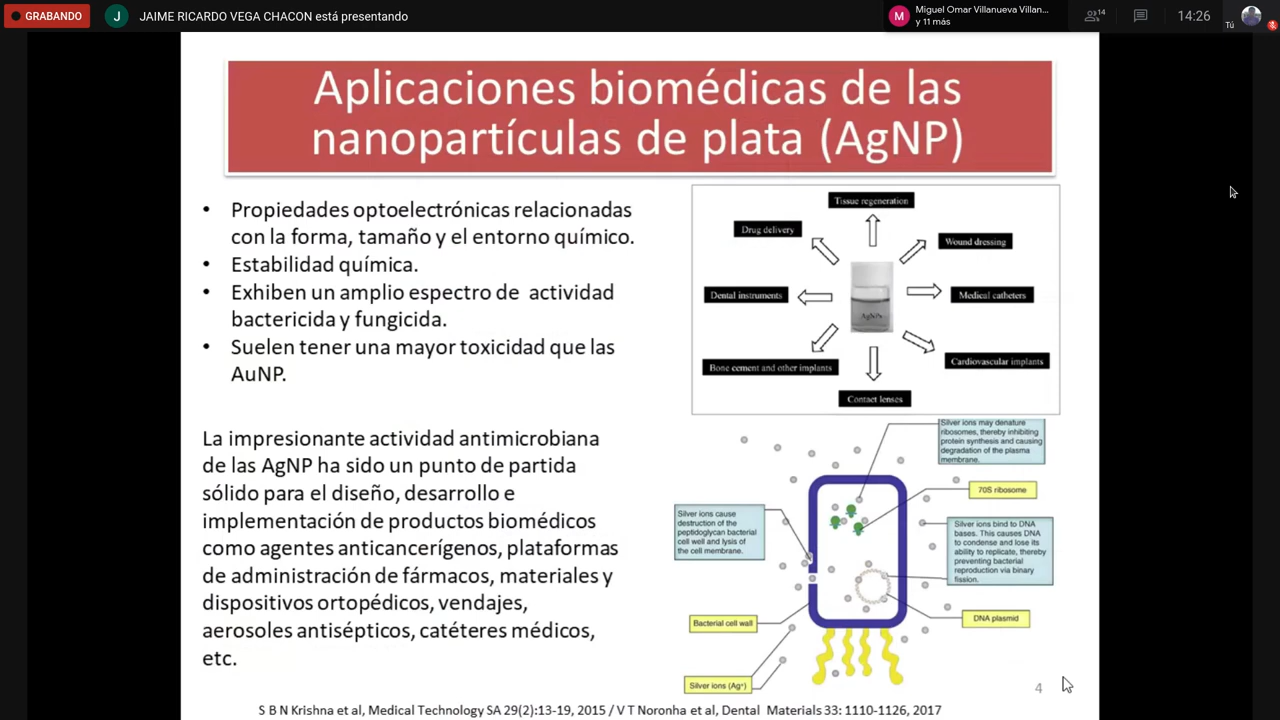 GRABANDO
J
JAIME RICARDO VEGA CHACON está presentando
M
Miguel Omar Villanueva Villan...
y 11 más
14
14:26
Tú
Aplicaciones biomédicas de las
nanopartículas de plata (AgNP)
• Propiedades optoelectrónicas relacionadas
con la forma, tamaño y el entorno químico.
• Estabilidad química.
• Exhiben un amplio espectro de actividad
bactericida y fungicida.
• Suelen tener una mayor toxicidad que las
AuNP.
La impresionante actividad antimicrobiana
de las AgNP ha sido un punto de partida
sólido para el diseño, desarrollo e
implementación de productos biomédicos
como agentes anticancerígenos, plataformas
de administración de fármacos, materiales y
dispositivos ortopédicos, vendajes,
aerosoles antisépticos, catéteres médicos,
etc.
Tissue regeneration
Drug delivery
Wound dressing
Dental instruments
AgNPs
Medical catheters
Bone cement and other implants
Cardiovascular implants
Contact lenses
Silver ions may denature
ribosomes, thereby inhibiting
protein synthesis and causing
degradation of the plasma
membrane.
70S ribosome
Silver ions cause
destruction of the
peptidoglycan bacterial
cell wall and lysis of
the cell membrane.
Silver ions bind to DNA
bases. This causes DNA
to condense and lose its
ability to replicate, thereby
preventing bacterial
reproduction via binary
fission.
Bacterial cell wall
DNA plasmid
Silver ions (Ag+)
4
S B N Krishna et al, Medical Technology SA 29(2):13-19, 2015 / V T Noronha et al, Dental Materials 33: 1110-1126, 2017